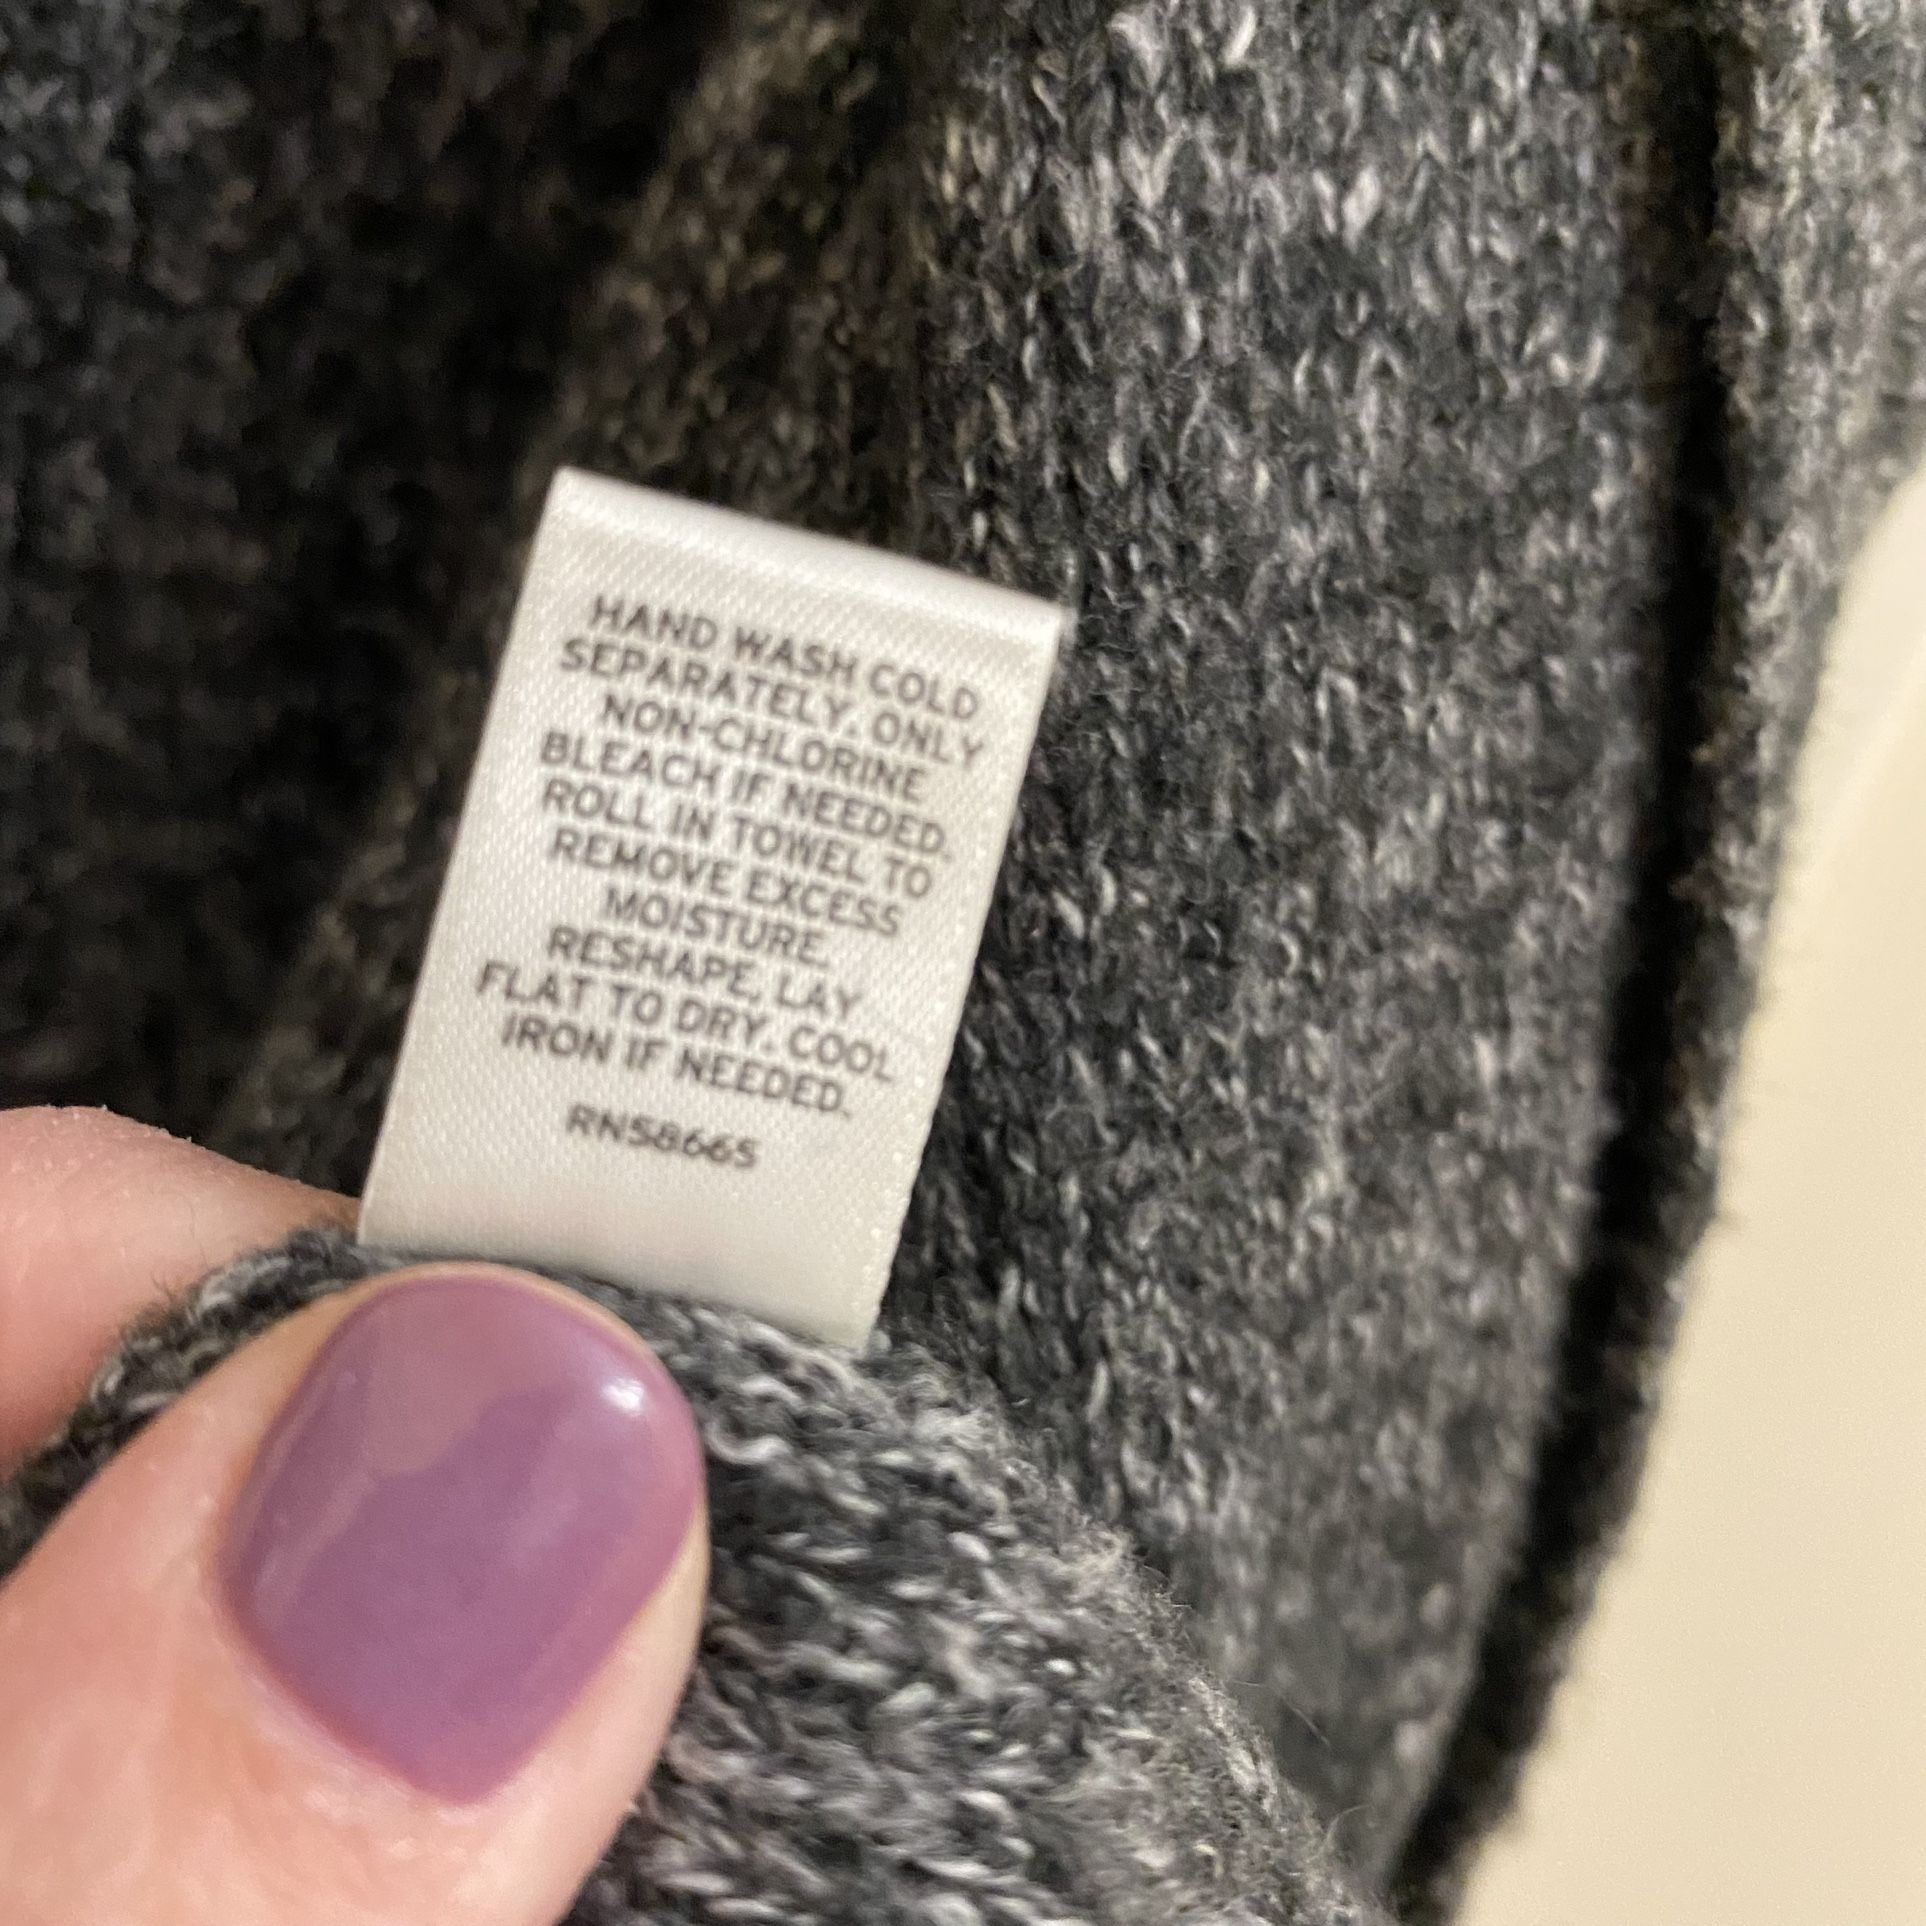 HAND WASH COLD
SEPARATELY. ONLY
NON-CHLORINE
BLEACH IF NEEDED.
ROLL IN TOWEL TO
REMOVE EXCESS
MOISTURE.
RESHAPE, LAY
FLAT TO DRY. COOL
IRON IF NEEDED.
RN58665